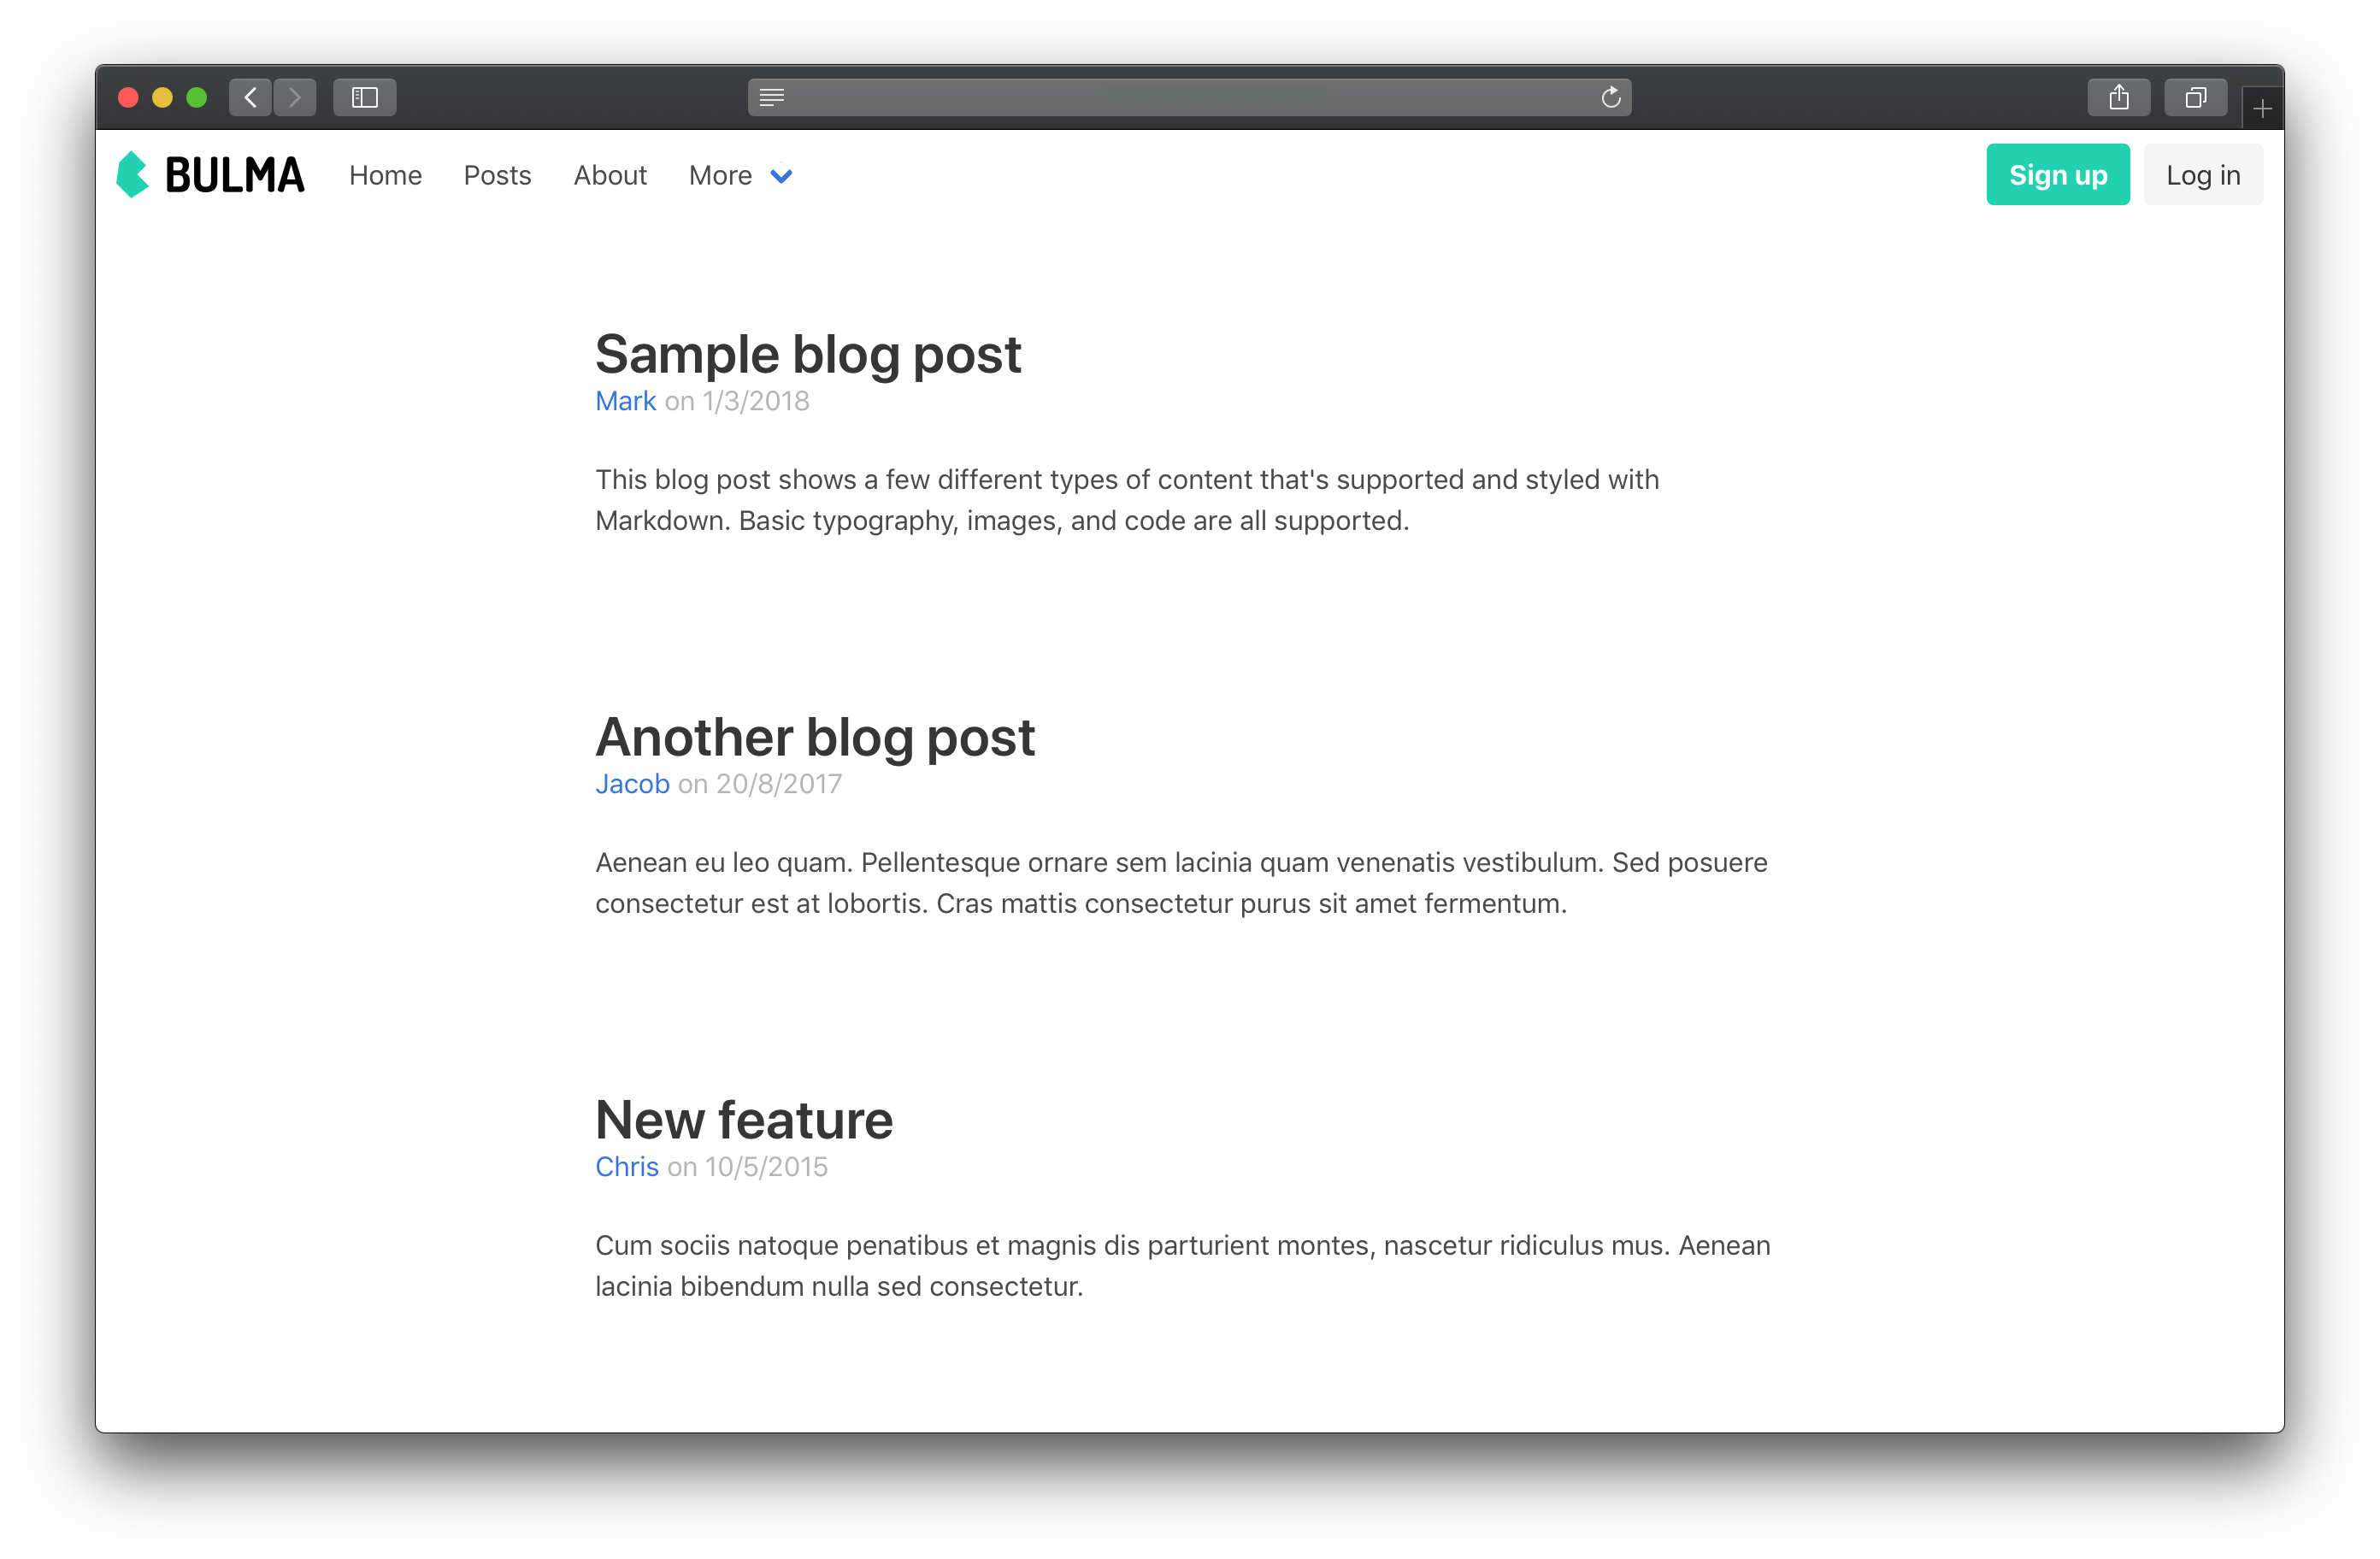 BULMA Home Posts About More Sign up Log in
Sample blog post
Mark on 1/3/2018
This blog post shows a few different types of content that's supported and styled with
Markdown. Basic typography, images, and code are all supported.
Another blog post
Jacob on 20/8/2017
Aenean eu leo quam. Pellentesque ornare sem lacinia quam venenatis vestibulum. Sed posuere
consectetur est at lobortis. Cras mattis consectetur purus sit amet fermentum.
New feature
Chris on 10/5/2015
Cum sociis natoque penatibus et magnis dis parturient montes, nascetur ridiculus mus. Aenean
lacinia bibendum nulla sed consectetur.